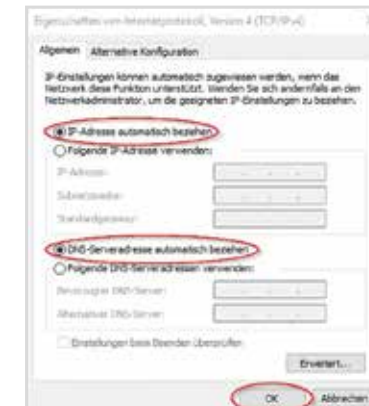 Eigenschaften von Internetprotokoll, Version 4 (TCP/IPv4)
Allgemein Alternative Konfiguration
IP-Einstellungen können automatisch zugewiesen werden, wenn das
Netzwerk diese Funktion unterstützt. Wenden Sie sich andernfalls an den
Netzwerkadministrator, um die geeigneten IP-Einstellungen zu beziehen.
IP-Adresse automatisch beziehen
Folgende IP-Adresse verwenden:
IP-Adresse:
Subnetzmaske:
Standardgateway:
DNS-Serveradresse automatisch beziehen
Folgende DNS-Serveradressen verwenden:
Bevorzugter DNS-Server:
Alternativer DNS-Server:
Einstellungen beim Beenden überprüfen
Erweitert...
OK Abbrechen